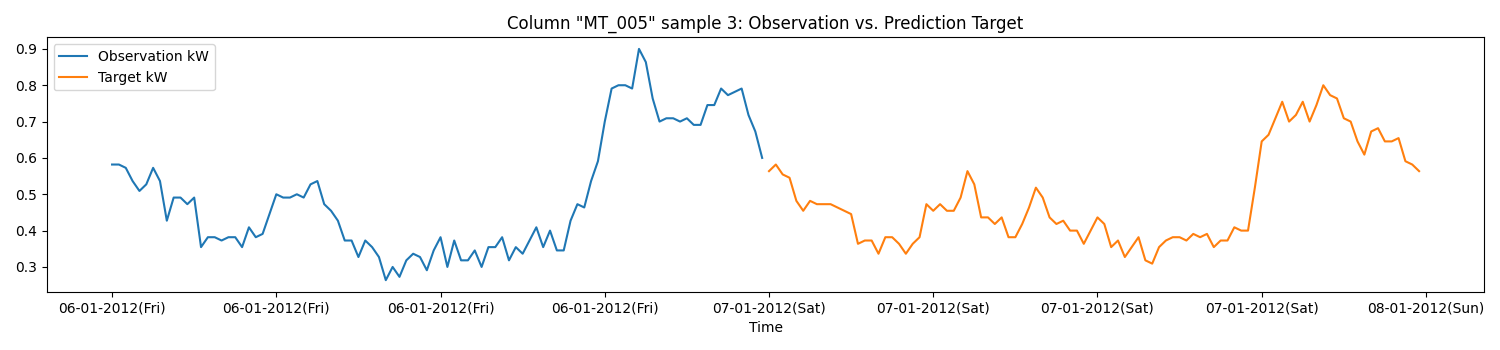 Column "MT_005" sample 3: Observation vs. Prediction Target
Observation kW
Target kW
0.9
0.8
0.7
0.6
0.5
0.4
0.3
06-01-2012(Fri) 06-01-2012(Fri) 06-01-2012(Fri) 06-01-2012(Fri) 07-01-2012(Sat) 07-01-2012(Sat) 07-01-2012(Sat) 07-01-2012(Sat) 08-01-2012(Sun)
Time